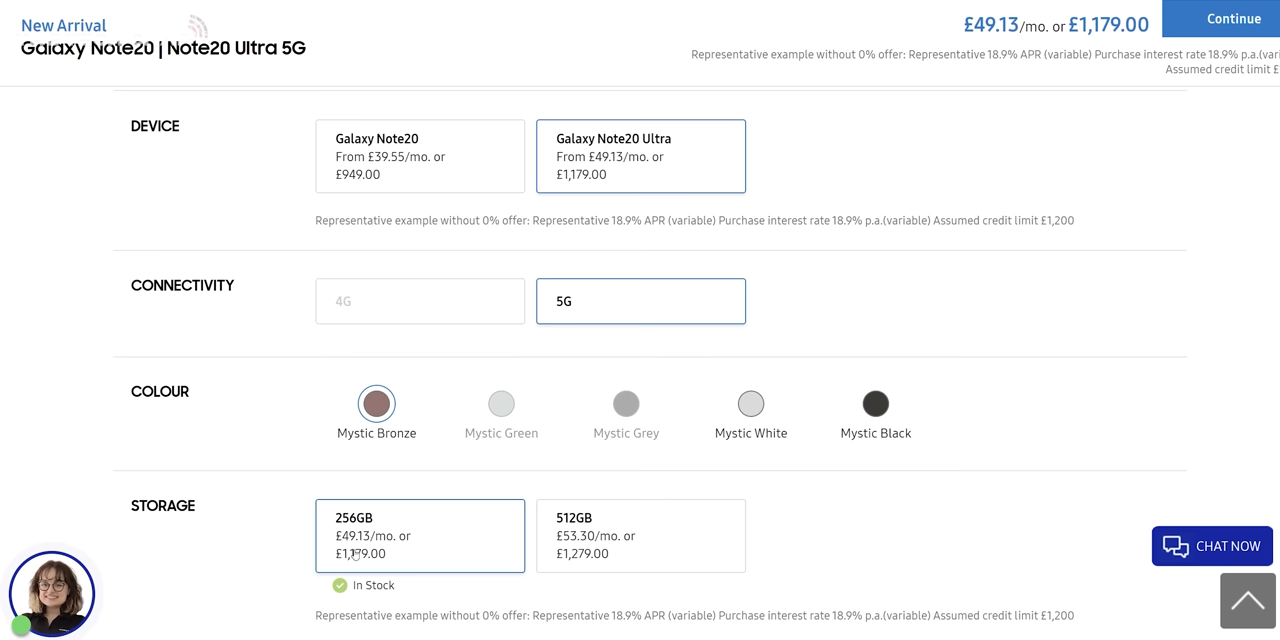 New Arrival
Galaxy Note20 | Note20 Ultra 5G
£49.13/mo. or £1,179.00
Continue
Representative example without 0% offer: Representative 18.9% APR (variable) Purchase interest rate 18.9% p.a.(vari
Assumed credit limit £
DEVICE
Galaxy Note20
From £39.55/mo. or
£949.00
Galaxy Note20 Ultra
From £49.13/mo. or
£1,179.00
Representative example without 0% offer: Representative 18.9% APR (variable) Purchase interest rate 18.9% p.a.(variable) Assumed credit limit £1,200
CONNECTIVITY
4G
5G
COLOUR
Mystic Bronze
Mystic Green
Mystic Grey
Mystic White
Mystic Black
STORAGE
256GB
£49.13/mo. or
£1,179.00
512GB
£53.30/mo. or
£1,279.00
In Stock
CHAT NOW
Representative example without 0% offer: Representative 18.9% APR (variable) Purchase interest rate 18.9% p.a.(variable) Assumed credit limit £1,200